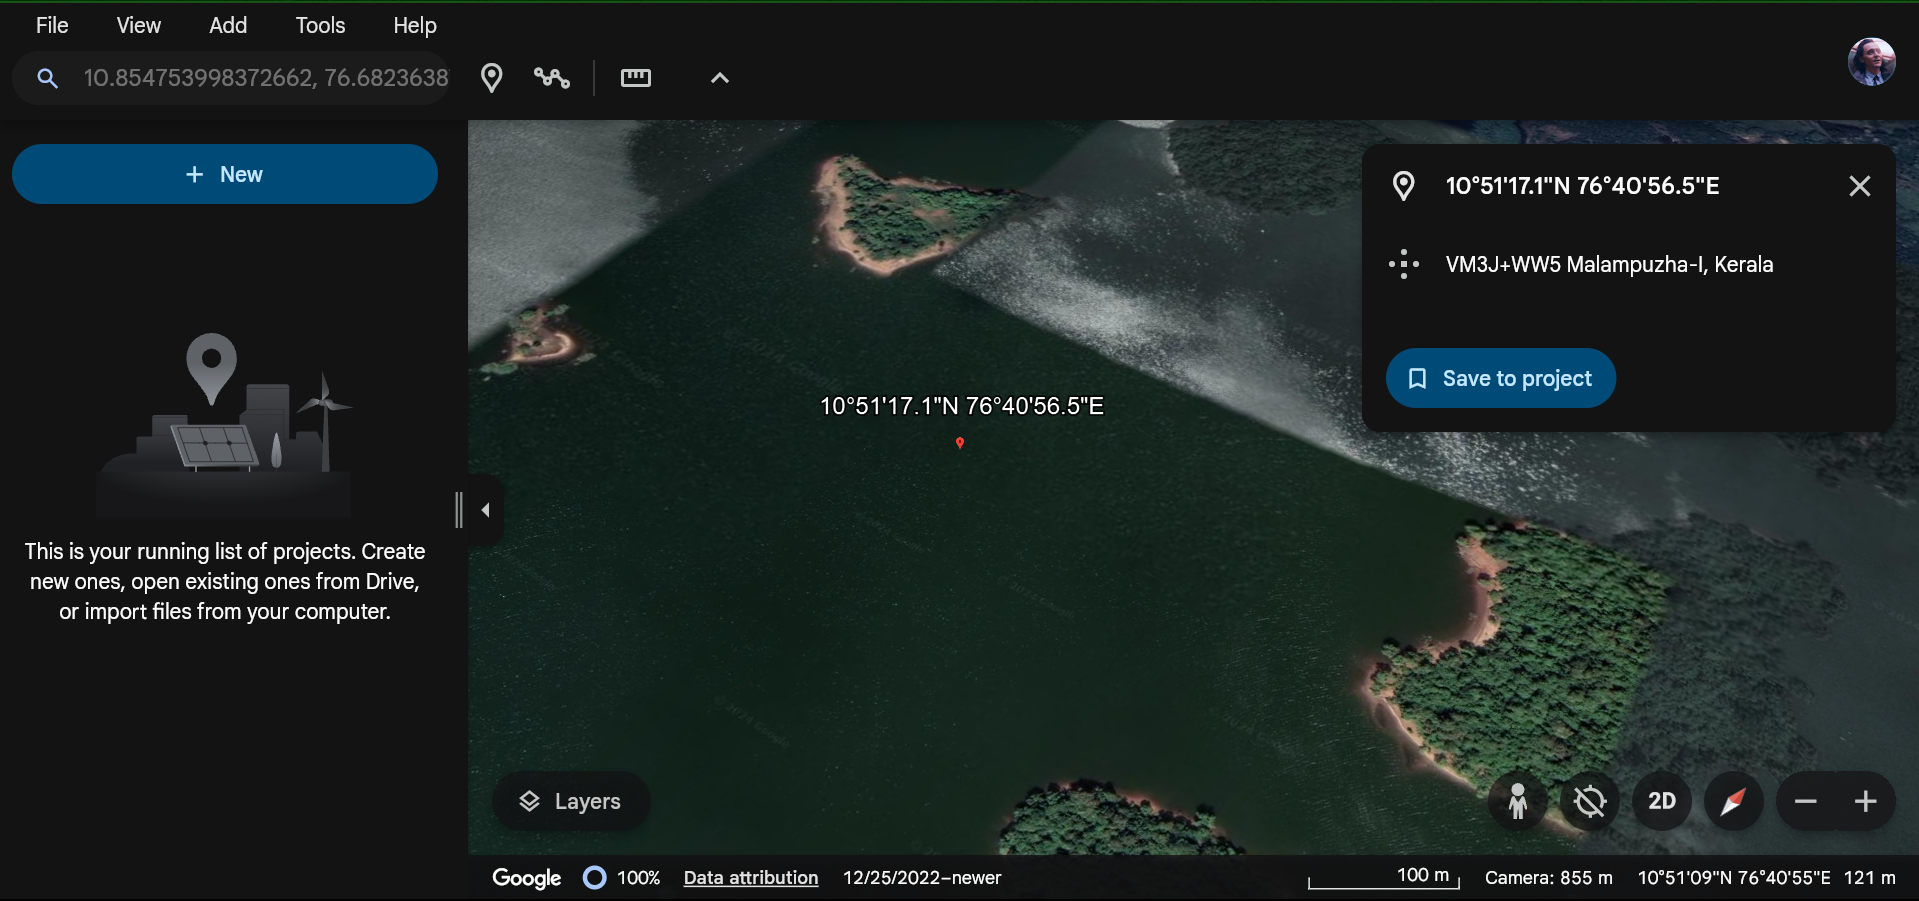 File View Add Tools Help
10.854753998372662, 76.6823638
New
This is your running list of projects. Create
new ones, open existing ones from Drive,
or import files from your computer.
10°51'17.1"N 76°40'56.5"E
10°51'17.1"N 76°40'56.5"E
VM3J+WW5 Malampuzha-I, Kerala
Save to project
Layers
2D
Google 100% Data attribution 12/25/2022–newer 100 m Camera: 855 m 10°51'09"N 76°40'55"E 121 m